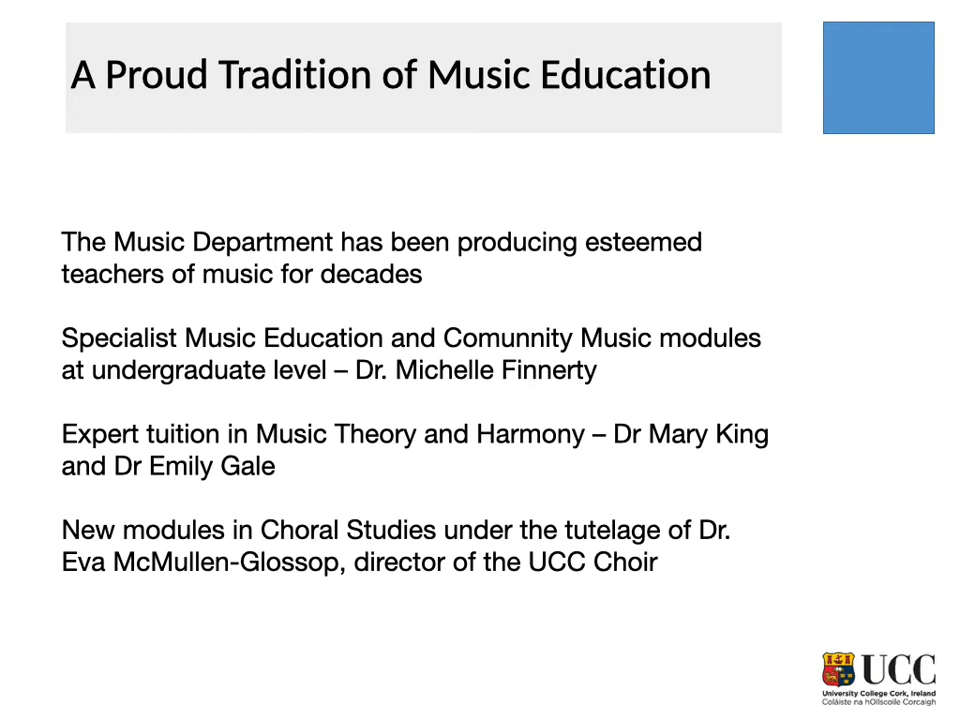 A Proud Tradition of Music Education
The Music Department has been producing esteemed
teachers of music for decades
Specialist Music Education and Comunnity Music modules
at undergraduate level – Dr. Michelle Finnerty
Expert tuition in Music Theory and Harmony – Dr Mary King
and Dr Emily Gale
New modules in Choral Studies under the tutelage of Dr.
Eva McMullen-Glossop, director of the UCC Choir
UCC
University College Cork, Ireland
Coláiste na hOllscoile Corcaigh